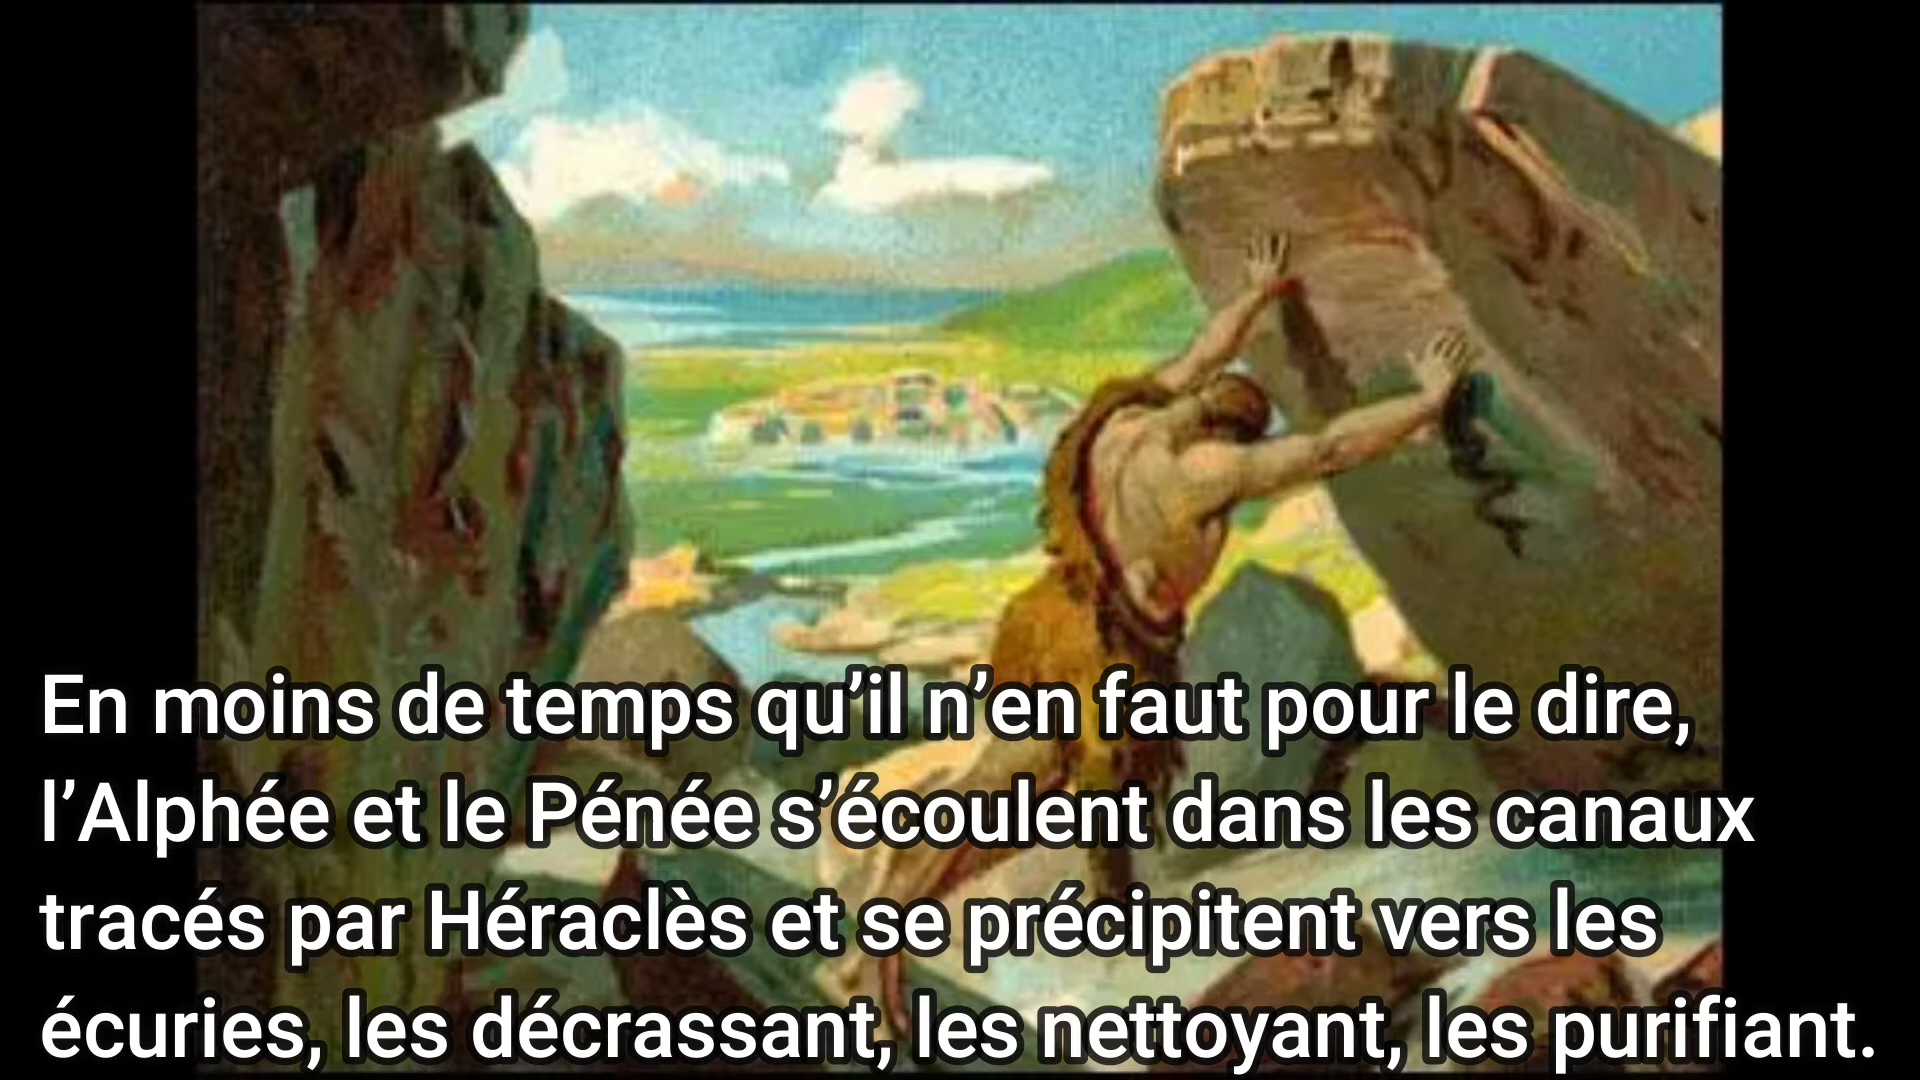 En moins de temps qu’il n’en faut pour le dire,
l’Alphée et le Pénée s’écoulent dans les canaux
tracés par Héraclès et se précipitent vers les
écuries, les décrassant, les nettoyant, les purifiant.